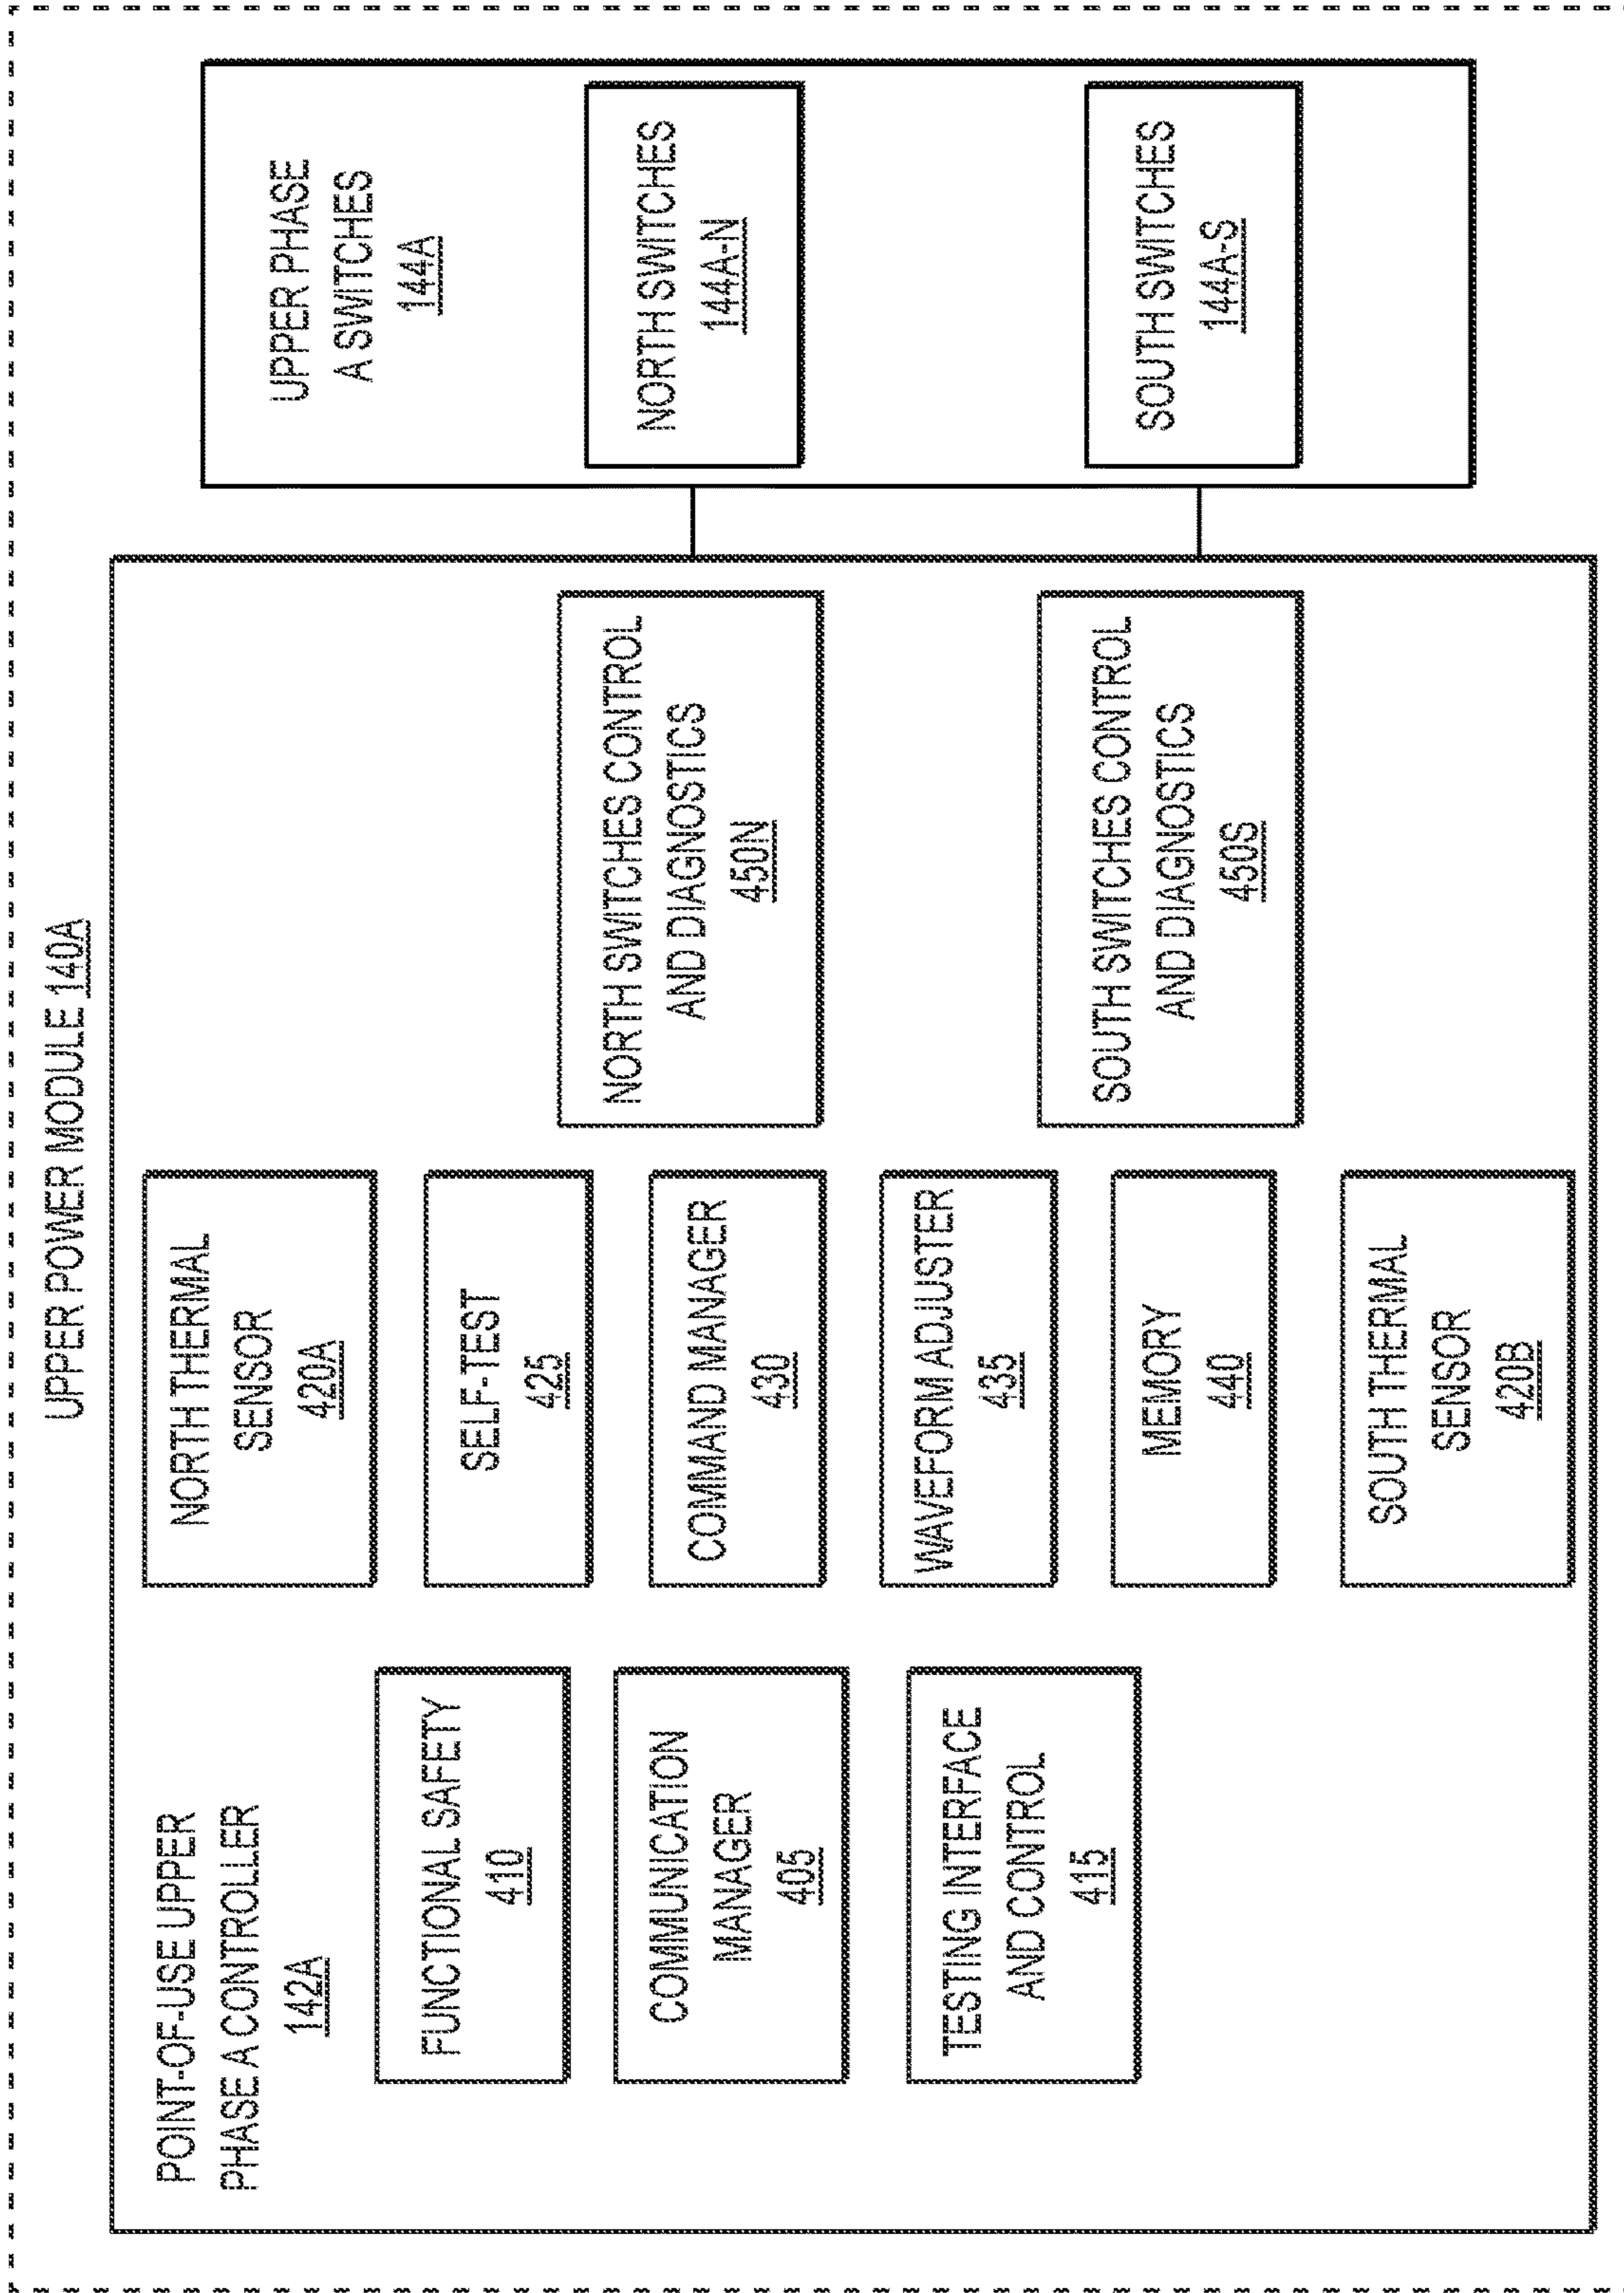 UPPER POWER MODULE 140A
POINT-OF-USE UPPER
PHASE A CONTROLLER
142A
FUNCTIONAL SAFETY
410
COMMUNICATION
MANAGER
405
TESTING INTERFACE
AND CONTROL
415
NORTH THERMAL
SENSOR
420A
SELF-TEST
425
COMMAND MANAGER
430
WAVEFORM ADJUSTER
435
MEMORY
440
SOUTH THERMAL
SENSOR
420B
NORTH SWITCHES CONTROL
AND DIAGNOSTICS
450N
SOUTH SWITCHES CONTROL
AND DIAGNOSTICS
450S
UPPER PHASE
A SWITCHES
144A
NORTH SWITCHES
144A-N
SOUTH SWITCHES
144A-S